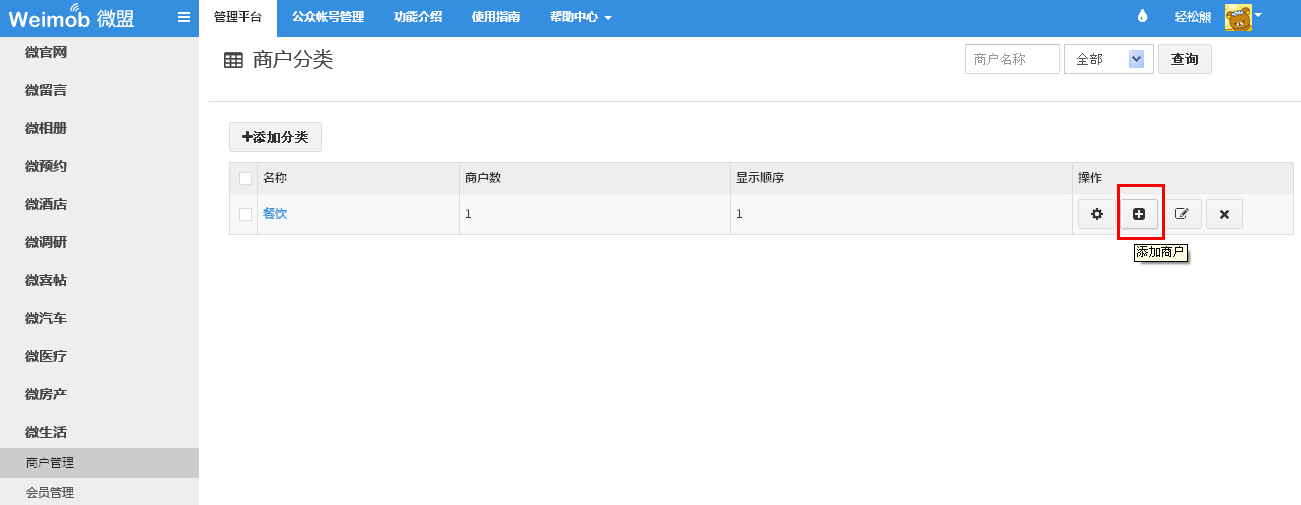 Weimob 微盟
管理平台 公众帐号管理 功能介绍 使用指南 帮助中心 轻松熊
微官网
微留言
微相册
微预约
微酒店
微调研
微喜帖
微汽车
微医疗
微房产
微生活
商户管理
会员管理
商户分类
商户名称 全部 查询
添加分类
名称 商户数 显示顺序 操作
餐饮 1 1
添加商户